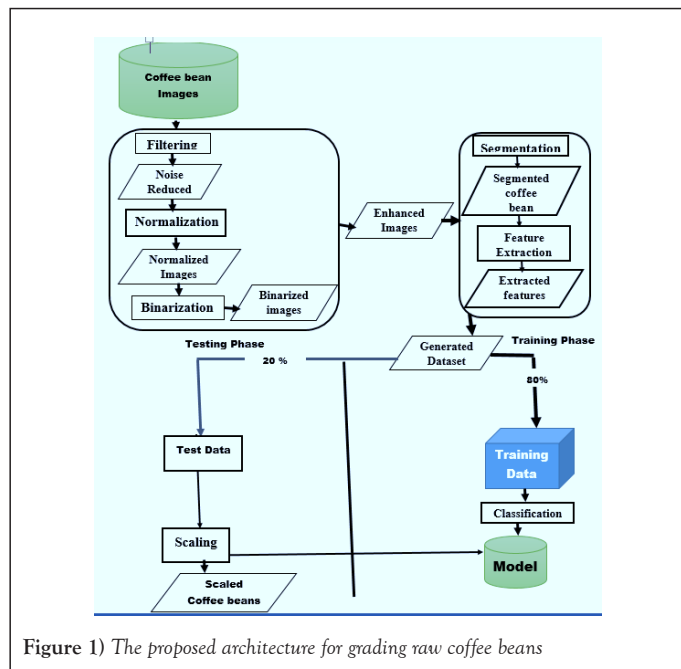 Coffee bean
Images
Filtering
Noise
Reduced
Normalization
Normalized
Images
Binarization
Binarized
images
Enhanced
Images
Segmentation
Segmented
coffee
bean
Feature
Extraction
Extracted
features
Testing Phase
20 %
Generated
Dataset
Training Phase
80%
Test Data
Training
Data
Scaling
Classification
Scaled
Coffee beans
Model
Figure 1) The proposed architecture for grading raw coffee beans